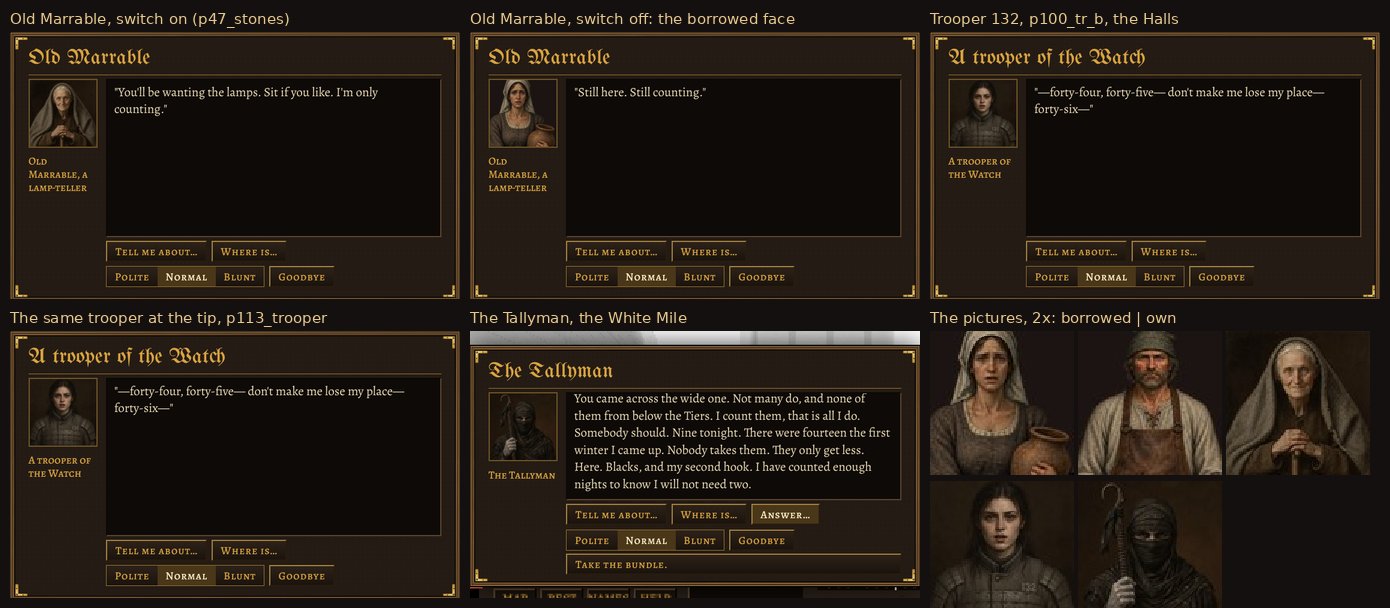 Old Marrable, switch on (p47_stones)
Old Marrable
"You'll be wanting the lamps. Sit if you like. I'm only
counting."
Old
Marrable, a
lamp-teller
Tell me about...
Where is...
Polite
Normal
Blunt
Goodbye
Old Marrable, switch off: the borrowed face
Old Marrable
"Still here. Still counting."
Old
Marrable, a
lamp-teller
Tell me about...
Where is...
Polite
Normal
Blunt
Goodbye
Trooper 132, p100_tr_b, the Halls
A trooper of the Watch
"—forty-four, forty-five— don't make me lose my place—
forty-six—"
A trooper of
the Watch
Tell me about...
Where is...
Polite
Normal
Blunt
Goodbye
The same trooper at the tip, p113_trooper
A trooper of the Watch
"—forty-four, forty-five— don't make me lose my place—
forty-six—"
A trooper of
the Watch
Tell me about...
Where is...
Polite
Normal
Blunt
Goodbye
The Tallyman, the White Mile
The Tallyman
You came across the wide one. Not many do, and none of
them from below the Tiers. I count them, that is all I do.
Somebody should. Nine tonight. There were fourteen the first
winter I came up. Nobody takes them. They only get less.
Here. Blacks, and my second hook. I have counted enough
nights to know I will not need two.
The Tallyman
Tell me about...
Where is...
Answer...
Polite
Normal
Blunt
Goodbye
Take the bundle.
The pictures, 2x: borrowed | own